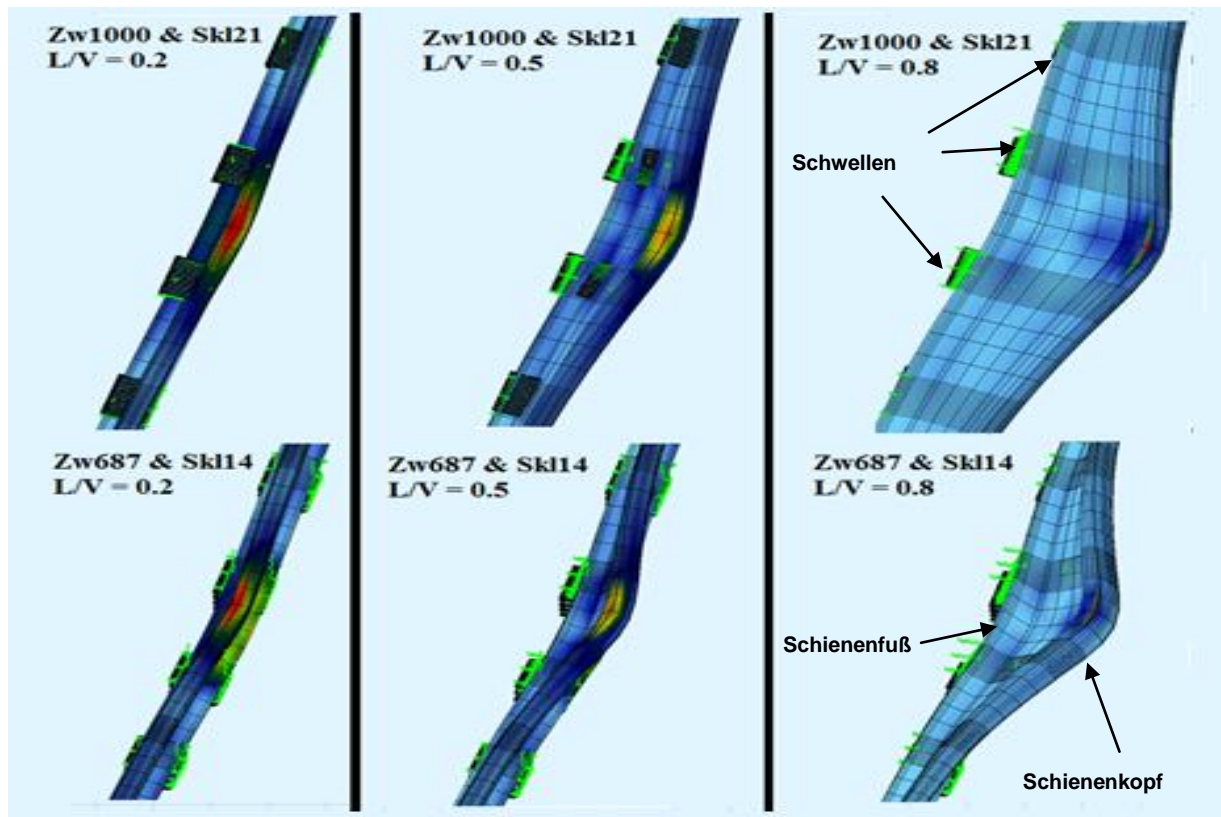 Zw1000 & Skl21
L/V = 0.2
Zw1000 & Skl21
L/V = 0.5
Zw1000 & Skl21
L/V = 0.8
Schwellen
Zw687 & Skl14
L/V = 0.2
Zw687 & Skl14
L/V = 0.5
Zw687 & Skl14
L/V = 0.8
Schienenfuß
Schienenkopf